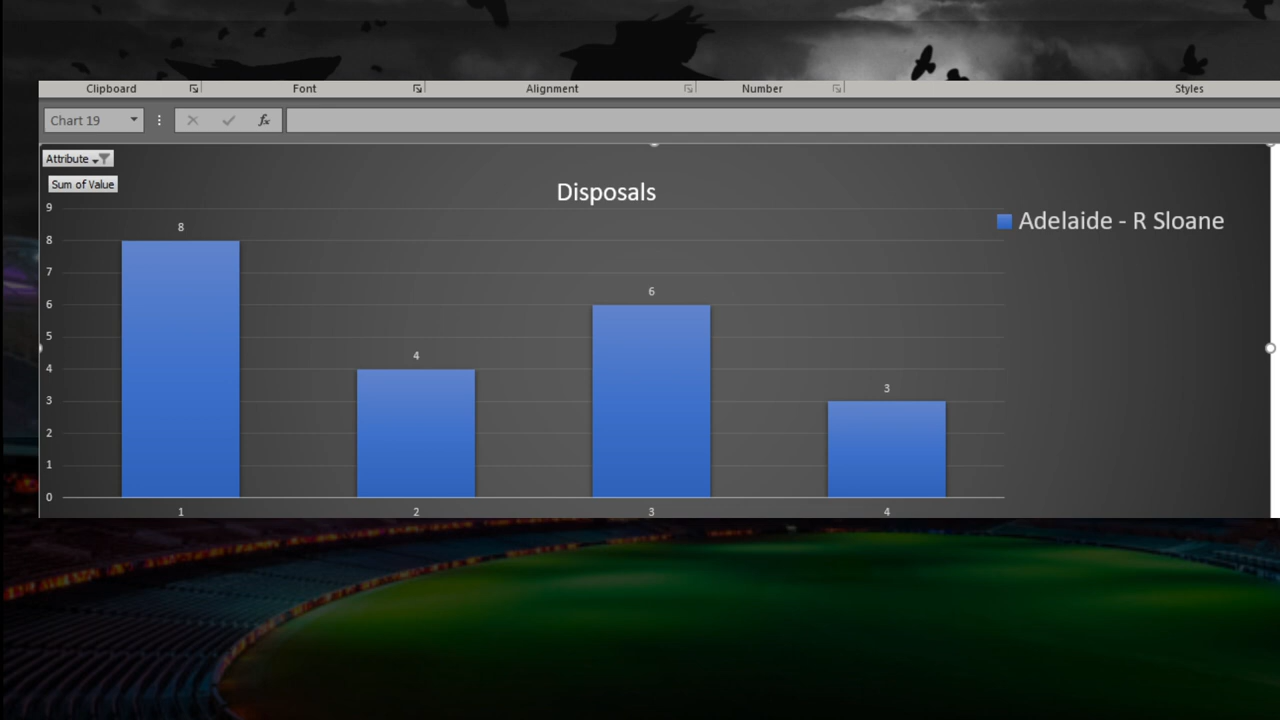 Clipboard Font Alignment Number Styles
Chart 19 fx
Attribute
Sum of Value
Disposals
Adelaide - R Sloane
9
8
7
6
5
4
3
2
1
0
8
4
6
3
1 2 3 4